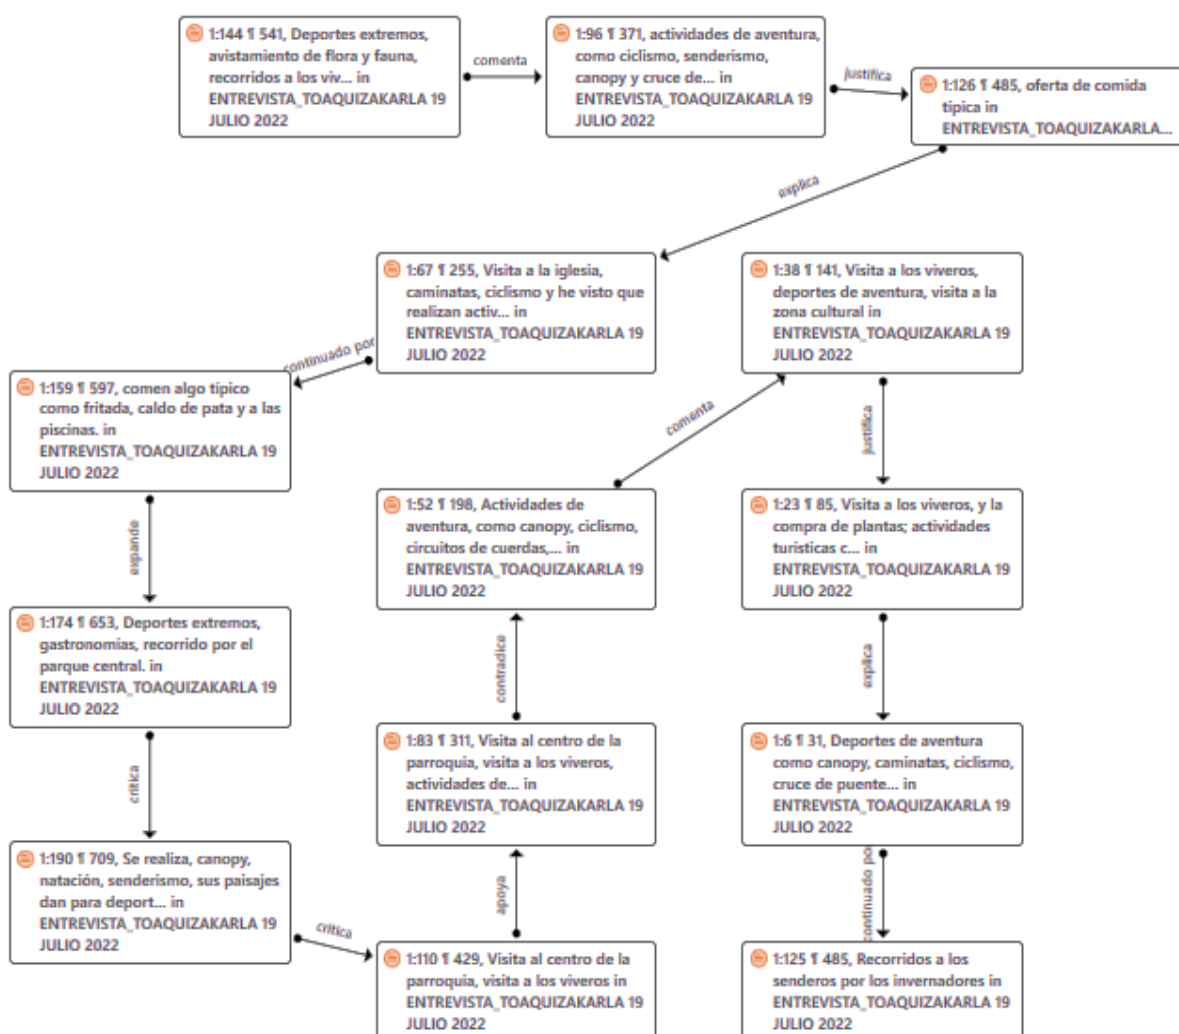 1:144 ¶ 541, Deportes extremos,
avistamiento de flora y fauna,
recorridos a los viv... in
ENTREVISTA_TOAQUIZAKARLA 19
JULIO 2022
comenta
1:96 ¶ 371, actividades de aventura,
como ciclismo, senderismo,
canopy y cruce de... in
ENTREVISTA_TOAQUIZAKARLA 19
JULIO 2022
justifica
1:126 ¶ 485, oferta de comida
tipica in
ENTREVISTA_TOAQUIZAKARLA...
explica
1:67 ¶ 255, Visita a la iglesia,
caminatas, ciclismo y he visto que
realizan activ... in
ENTREVISTA_TOAQUIZAKARLA 19
JULIO 2022
continuado por
1:159 ¶ 597, comen algo típico
como fritada, caldo de pata y a las
piscinas. in
ENTREVISTA_TOAQUIZAKARLA 19
JULIO 2022
expande
1:174 ¶ 653, Deportes extremos,
gastronomías, recorrido por el
parque central. in
ENTREVISTA_TOAQUIZAKARLA 19
JULIO 2022
critica
1:190 ¶ 709, Se realiza, canopy,
natación, senderismo, sus paisajes
dan para deport... in
ENTREVISTA_TOAQUIZAKARLA 19
JULIO 2022
critica
1:110 ¶ 429, Visita al centro de la
parroquia, visita a los viveros in
ENTREVISTA_TOAQUIZAKARLA 19
JULIO 2022
apoya
1:83 ¶ 311, Visita al centro de la
parroquia, visita a los viveros,
actividades de... in
ENTREVISTA_TOAQUIZAKARLA 19
JULIO 2022
contradice
1:52 ¶ 198, Actividades de
aventura, como canopy, ciclismo,
circuitos de cuerdas,... in
ENTREVISTA_TOAQUIZAKARLA 19
JULIO 2022
comenta
1:38 ¶ 141, Visita a los viveros,
deportes de aventura, visita a la
zona cultural in
ENTREVISTA_TOAQUIZAKARLA 19
JULIO 2022
justifica
1:23 ¶ 85, Visita a los viveros, y la
compra de plantas; actividades
turísticas c... in
ENTREVISTA_TOAQUIZAKARLA 19
JULIO 2022
explica
1:6 ¶ 31, Deportes de aventura
como canopy, caminatas, ciclismo,
cruce de puente... in
ENTREVISTA_TOAQUIZAKARLA 19
JULIO 2022
continuado por
1:125 ¶ 485, Recorridos a los
senderos por los invernadores in
ENTREVISTA_TOAQUIZAKARLA 19
JULIO 2022